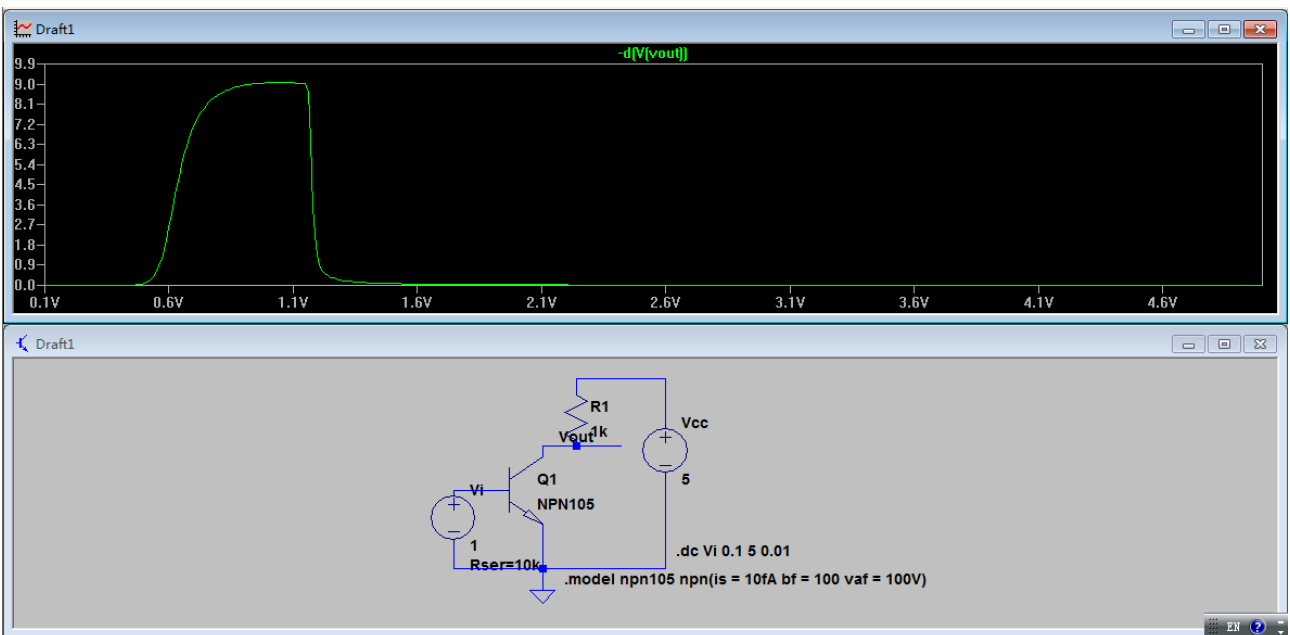 Draft1
-d(V(vout))
9.9
9.0
8.1
7.2
6.3
5.4
4.5
3.6
2.7
1.8
0.9
0.0
0.1V 0.6V 1.1V 1.6V 2.1V 2.6V 3.1V 3.6V 4.1V 4.6V
Draft1
R1
1k
Vout
Vcc
5
Vi
Q1
NPN105
1
Rser=10k
.dc Vi 0.1 5 0.01
.model npn105 npn(is = 10fA bf = 100 vaf = 100V)
EN